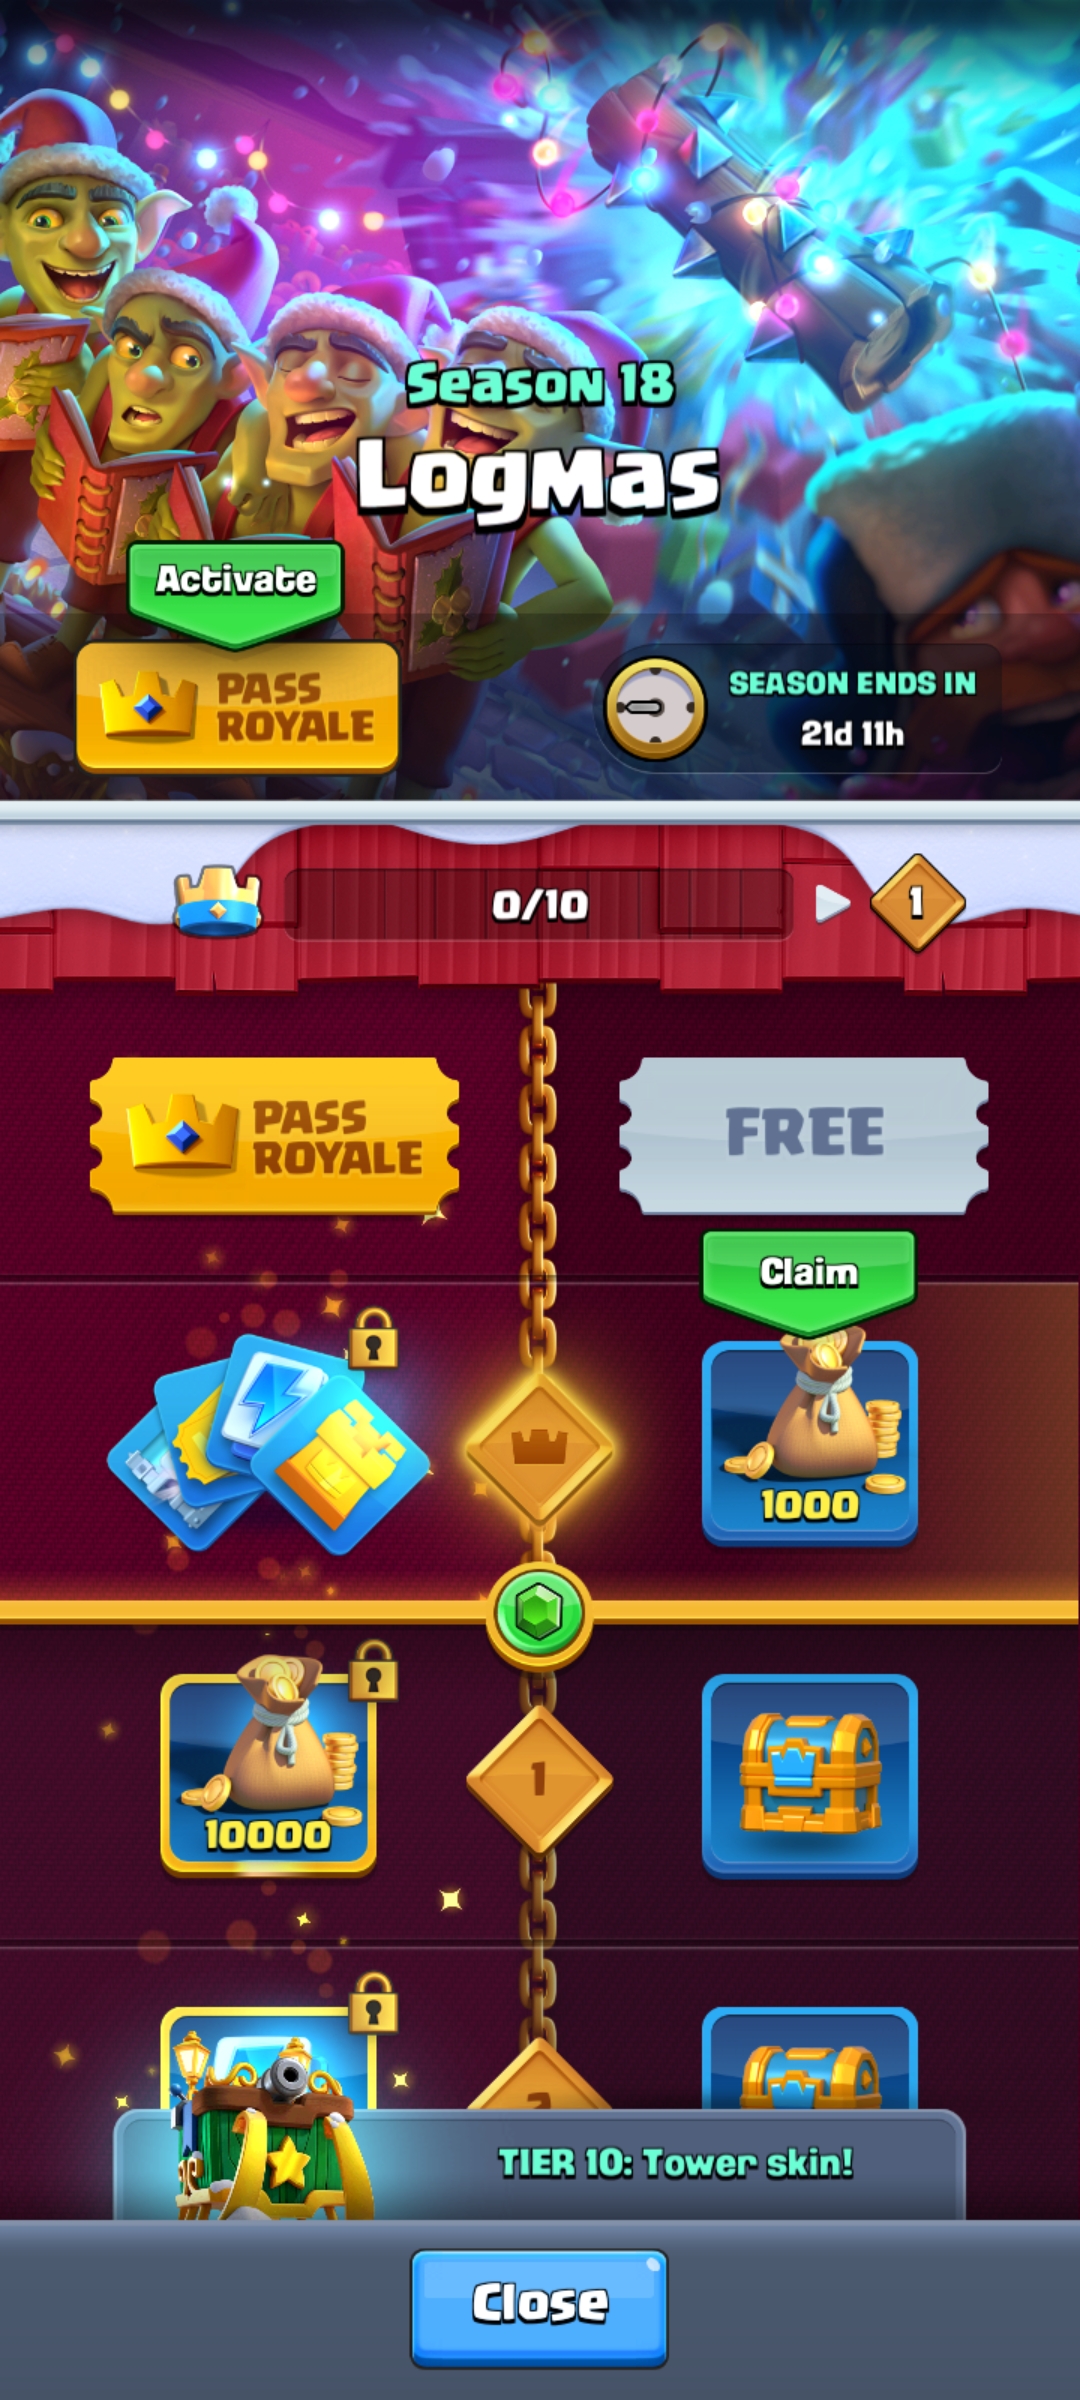 Season 18
Logmas
Activate
PASS
ROYALE
SEASON ENDS IN
21d 11h
0/10
1
PASS
ROYALE
FREE
Claim
1000
10000
1
TIER 10: Tower skin!
Close